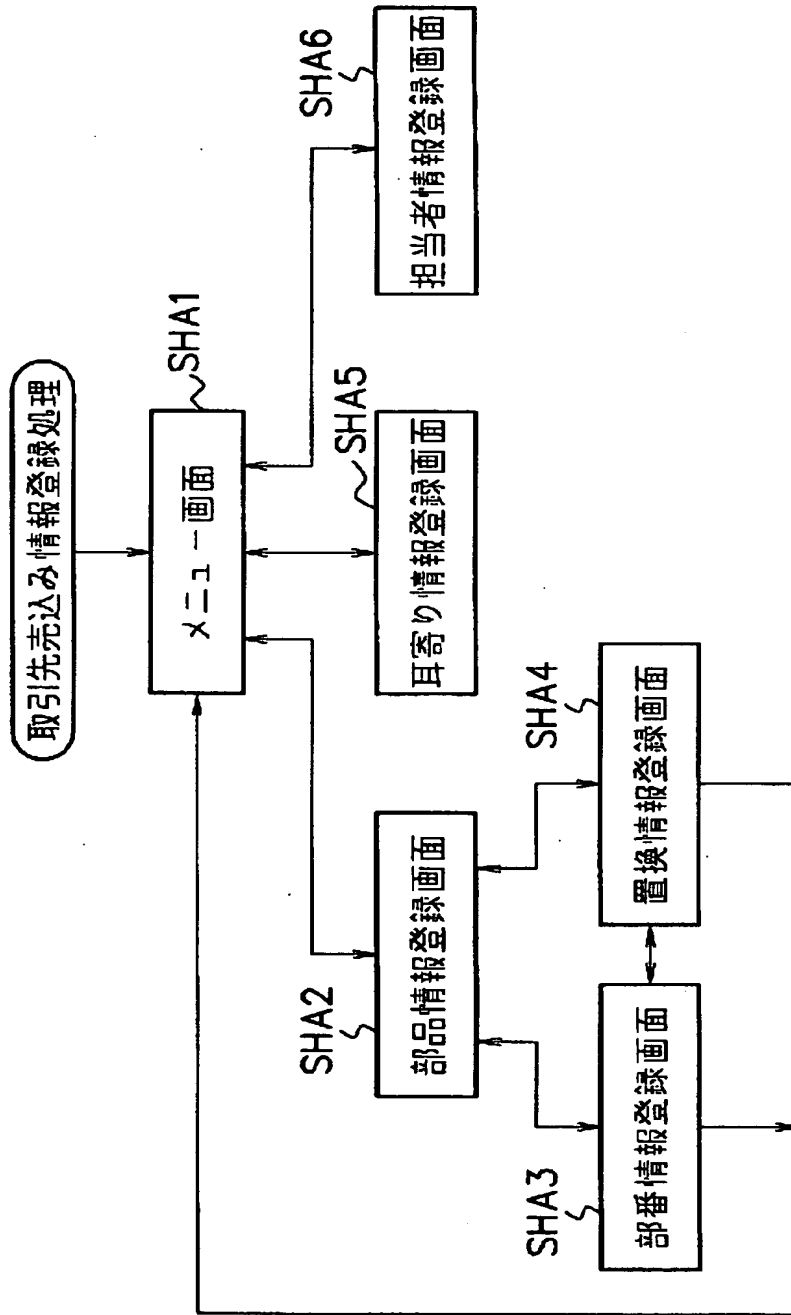 取引先売込み情報登録処理
メニュー画面
SHA1
部品情報登録画面
SHA2
耳寄り情報登録画面
SHA5
担当者情報登録画面
SHA6
部番情報登録画面
SHA3
置換情報登録画面
SHA4